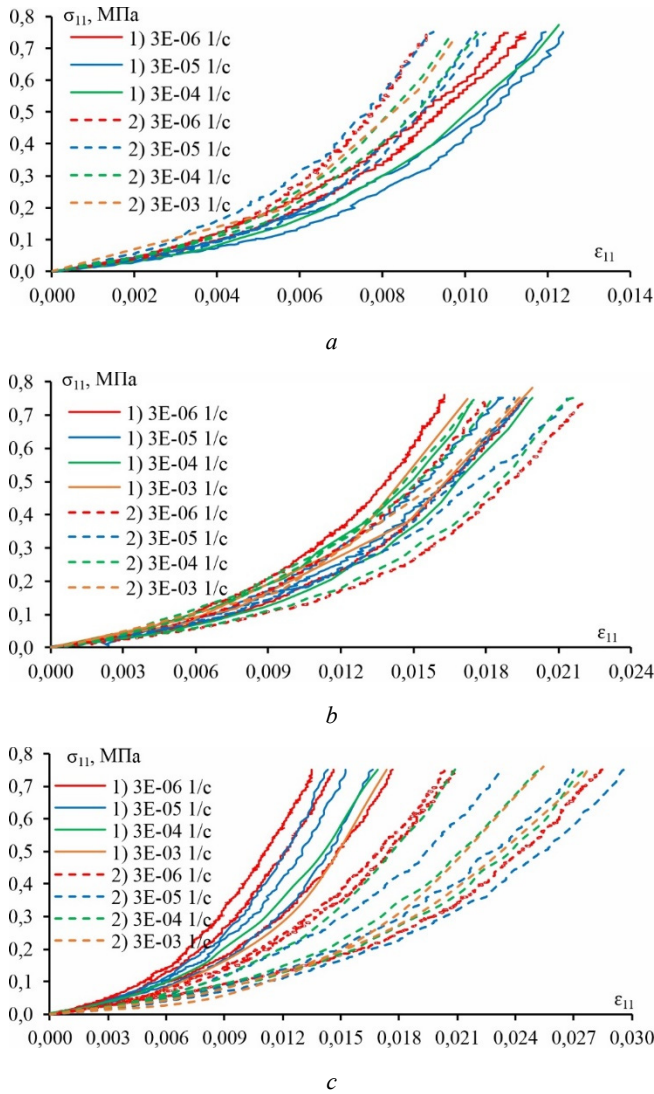 σ₁₁, МПа
0,8
0,7
0,6
0,5
0,4
0,3
0,2
0,1
0,0
1) 3E-06 1/c
1) 3E-05 1/c
1) 3E-04 1/c
2) 3E-06 1/c
2) 3E-05 1/c
2) 3E-04 1/c
2) 3E-03 1/c
ε₁₁
0,000 0,002 0,004 0,006 0,008 0,010 0,012 0,014
a
σ₁₁, МПа
0,8
0,7
0,6
0,5
0,4
0,3
0,2
0,1
0,0
1) 3E-06 1/c
1) 3E-05 1/c
1) 3E-04 1/c
1) 3E-03 1/c
2) 3E-06 1/c
2) 3E-05 1/c
2) 3E-04 1/c
2) 3E-03 1/c
ε₁₁
0,000 0,003 0,006 0,009 0,012 0,015 0,018 0,021 0,024
b
σ₁₁, МПа
0,8
0,7
0,6
0,5
0,4
0,3
0,2
0,1
0,0
1) 3E-06 1/c
1) 3E-05 1/c
1) 3E-04 1/c
1) 3E-03 1/c
2) 3E-06 1/c
2) 3E-05 1/c
2) 3E-04 1/c
2) 3E-03 1/c
ε₁₁
0,000 0,003 0,006 0,009 0,012 0,015 0,018 0,021 0,024 0,027 0,030
c